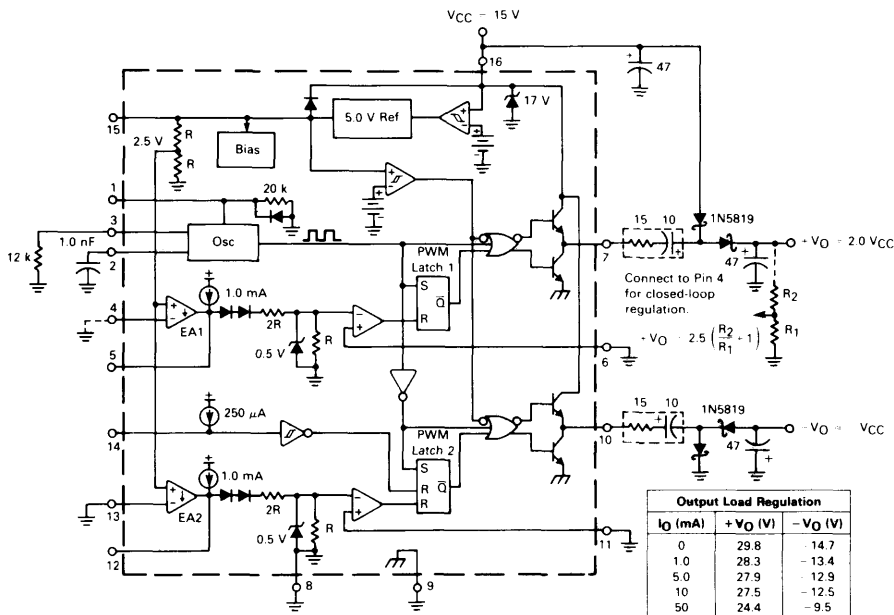 VCC = 15 V
16
47
17 V
5.0 V Ref
15
2.5 V
R
R
Bias
1
20 k
3
Osc
1.0 nF
12 k
2
PWM
Latch 1
S
Q
R
15 10
1N5819
7
+ VO = 2.0 VCC
47
Connect to Pin 4
for closed-loop
regulation.
R2
R1
+ VO = 2.5 (R2/R1 + 1)
1.0 mA
4
EA1
2R
0.5 V
R
5
6
250 μA
14
PWM
Latch 2
S
R
Q
R
15 10
1N5819
10
- VO = VCC
47
1.0 mA
13
EA2
2R
0.5 V
R
12
11
8
9
Output Load Regulation
IO (mA) + VO (V) - VO (V)
0 29.8 - 14.7
1.0 28.3 - 13.4
5.0 27.9 - 12.9
10 27.5 - 12.5
50 24.4 - 9.5